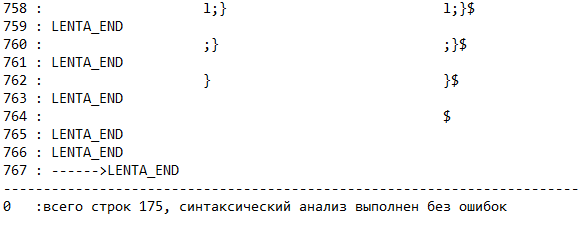 758 :                    l;}                           l;}$
759 : LENTA_END
760 :                    ;}                            ;}$
761 : LENTA_END
762 :                    }                             }$
763 : LENTA_END
764 :                                                  $
765 : LENTA_END
766 : LENTA_END
767 : ------>LENTA_END
------------------------------------------------------------------------
0   :всего строк 175, синтаксический анализ выполнен без ошибок